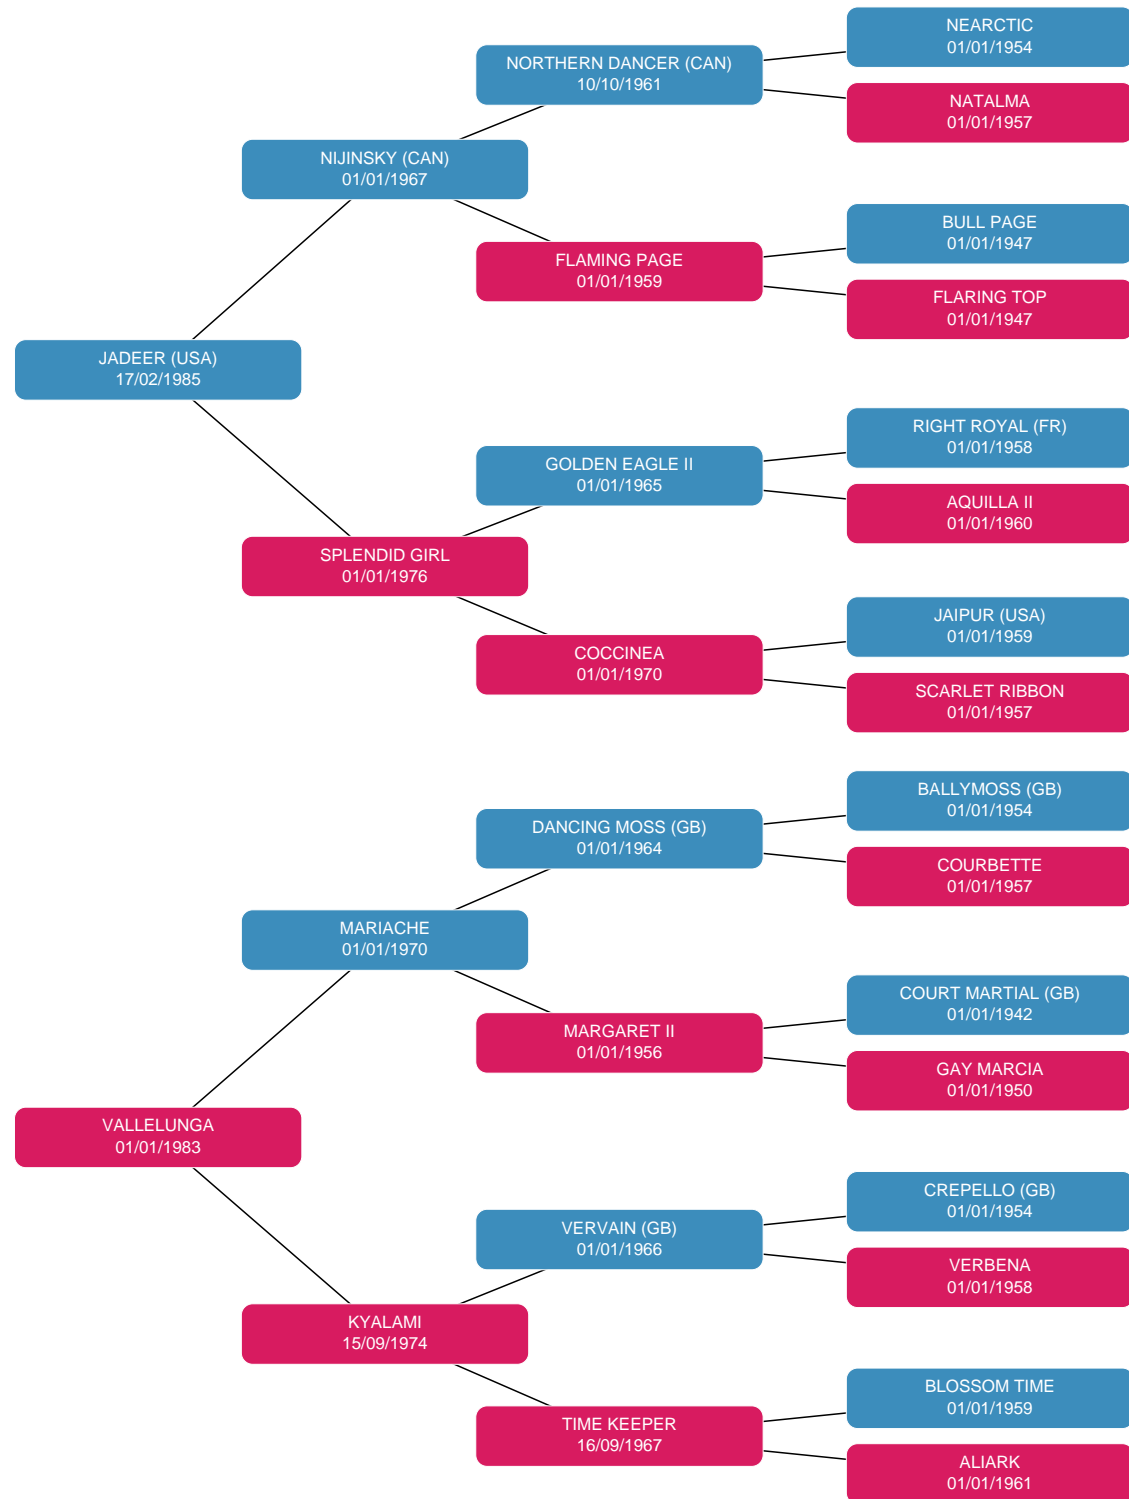 NEARCTIC
01/01/1954
NORTHERN DANCER (CAN)
10/10/1961
NATALMA
01/01/1957
NIJINSKY (CAN)
01/01/1967
BULL PAGE
01/01/1947
FLAMING PAGE
01/01/1959
FLARING TOP
01/01/1947
JADEER (USA)
17/02/1985
RIGHT ROYAL (FR)
01/01/1958
GOLDEN EAGLE II
01/01/1965
AQUILLA II
01/01/1960
SPLENDID GIRL
01/01/1976
JAIPUR (USA)
01/01/1959
COCCINEA
01/01/1970
SCARLET RIBBON
01/01/1957
BALLYMOSS (GB)
01/01/1954
DANCING MOSS (GB)
01/01/1964
COURBETTE
01/01/1957
MARIACHE
01/01/1970
COURT MARTIAL (GB)
01/01/1942
MARGARET II
01/01/1956
GAY MARCIA
01/01/1950
VALLELUNGA
01/01/1983
CREPELLO (GB)
01/01/1954
VERVAIN (GB)
01/01/1966
VERBENA
01/01/1958
KYALAMI
15/09/1974
BLOSSOM TIME
01/01/1959
TIME KEEPER
16/09/1967
ALIARK
01/01/1961